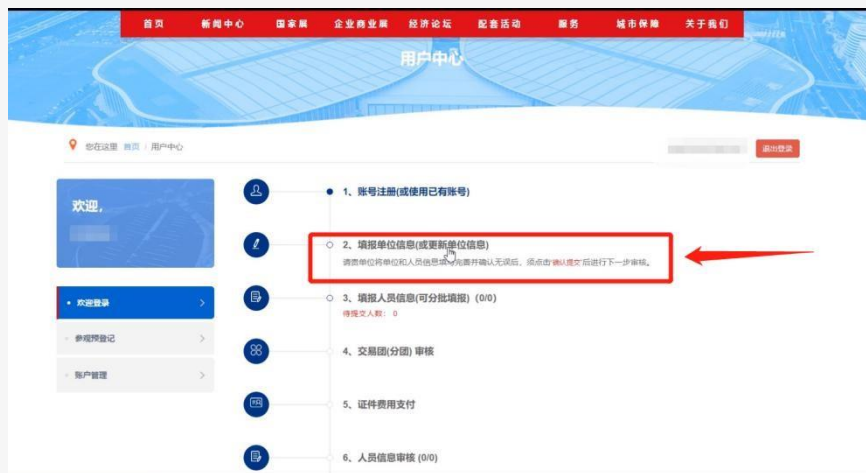 首页 新闻中心 国家展 企业商业展 经济论坛 配套活动 服务 城市保障 关于我们
用户中心
您在这里 首页 / 用户中心
退出登录
欢迎,
• 欢迎登录 >
参观预登记 >
账户管理 >
1、账号注册(或使用已有账号)
2、填报单位信息(或更新单位信息)
请贵单位将单位和人员信息填写完善并确认无误后，须点击“确认提交”后进行下一步审核。
3、填报人员信息(可分批填报) (0/0)
待提交人数： 0
4、交易团(分团) 审核
5、证件费用支付
6、人员信息审核 (0/0)